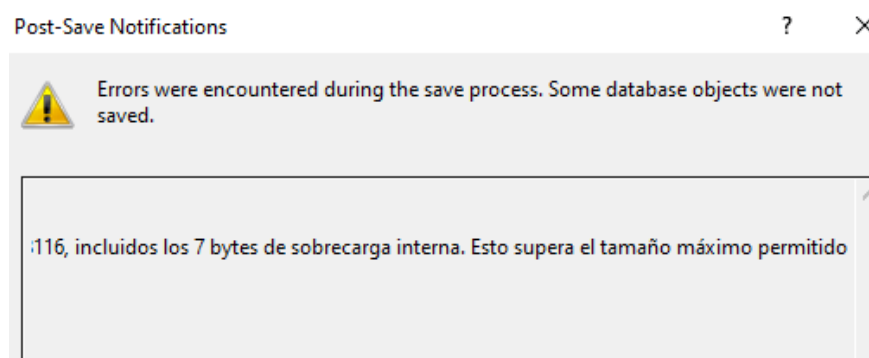 Post-Save Notifications
Errors were encountered during the save process. Some database objects were not
saved.
116, incluidos los 7 bytes de sobrecarga interna. Esto supera el tamaño máximo permitido